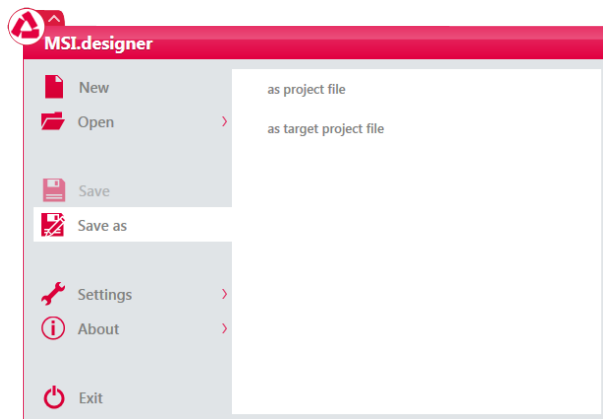 MSI.designer
New
Open
Save
Save as
Settings
About
Exit
as project file
as target project file